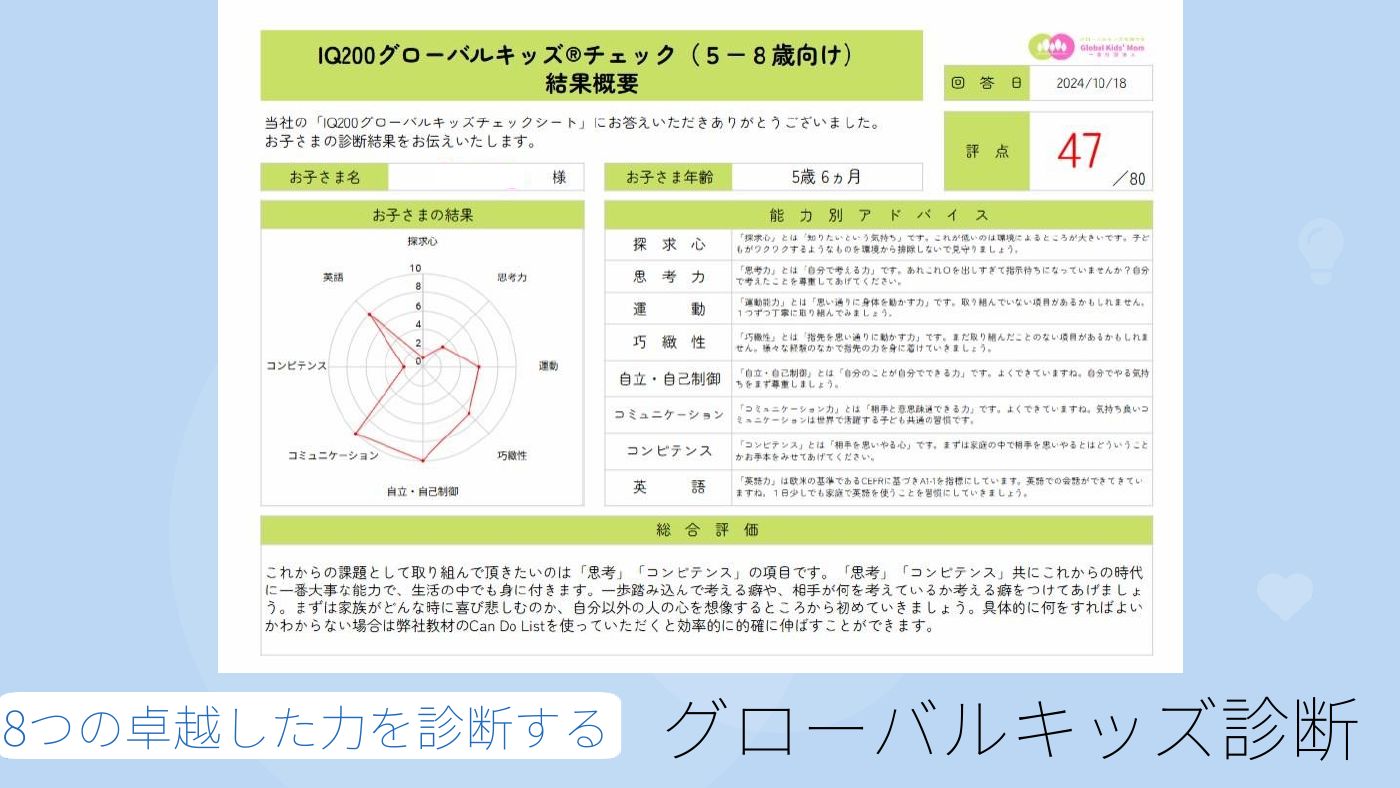 IQ200グローバルキッズ®チェック（５－８歳向け）
結果概要
Global Kids' Mom
回答日 2024/10/18
当社の「IQ200グローバルキッズチェックシート」にお答えいただきありがとうございました。
お子さまの診断結果をお伝えいたします。
評点 47／80
お子さま名 様
お子さま年齢 5歳 6ヵ月
お子さまの結果
探求心
思考力
運動
巧緻性
自立・自己制御
コミュニケーション
コンピテンス
英語
10
8
6
4
2
0
能力別アドバイス
探求心 「探求心」とは「知りたいという気持ち」です。これが低いのは環境によるところが大きいです。子ど
もがワクワクするようなものを環境から排除しないで見守りましょう。
思考力 「思考力」とは「自分で考える力」です。あれこれ口を出しすぎて指示待ちになっていませんか？自分
で考えたことを尊重してあげてください。
運動 「運動能力」とは「思い通りに身体を動かす力」です。取り組んでいない項目があるかもしれません。
１つずつ丁寧に取り組んでみましょう。
巧緻性 「巧緻性」とは「指先を思い通りに動かす力」です。まだ取り組んだことのない項目があるかもしれま
せん。様々な経験のなかで指先の力を身に着けていきましょう。
自立・自己制御 「自立・自己制御」とは「自分のことが自分でできる力」です。よくできていますね。自分でやる気持
ちをまず尊重しましょう。
コミュニケーション 「コミュニケーション力」とは「相手と意思疎通できる力」です。よくできていますね。気持ち良いコ
ミュニケーションは世界で活躍する子ども共通の習慣です。
コンピテンス 「コンピテンス」とは「相手を思いやる心」です。まずは家庭の中で相手を思いやるとはどういうこと
かお手本をみせてあげてください。
英語 「英語力」は欧米の基準であるCEFRに基づきA1-1を指標にしています。英語での会話ができてきてい
ますね。１日少しでも家庭で英語を使うことを習慣にしていきましょう。
総合評価
これからの課題として取り組んで頂きたいのは「思考」「コンピテンス」の項目です。「思考」「コンピテンス」共にこれからの時代
に一番大事な能力で、生活の中でも身に付きます。一歩踏み込んで考える癖や、相手が何を考えているか考える癖をつけてあげましょ
う。まずは家族がどんな時に喜び悲しむのか、自分以外の人の心を想像するところから初めていきましょう。具体的に何をすればよい
かわからない場合は弊社教材のCan Do Listを使っていただくと効率的に的確に伸ばすことができます。
8つの卓越した力を診断する
グローバルキッズ診断